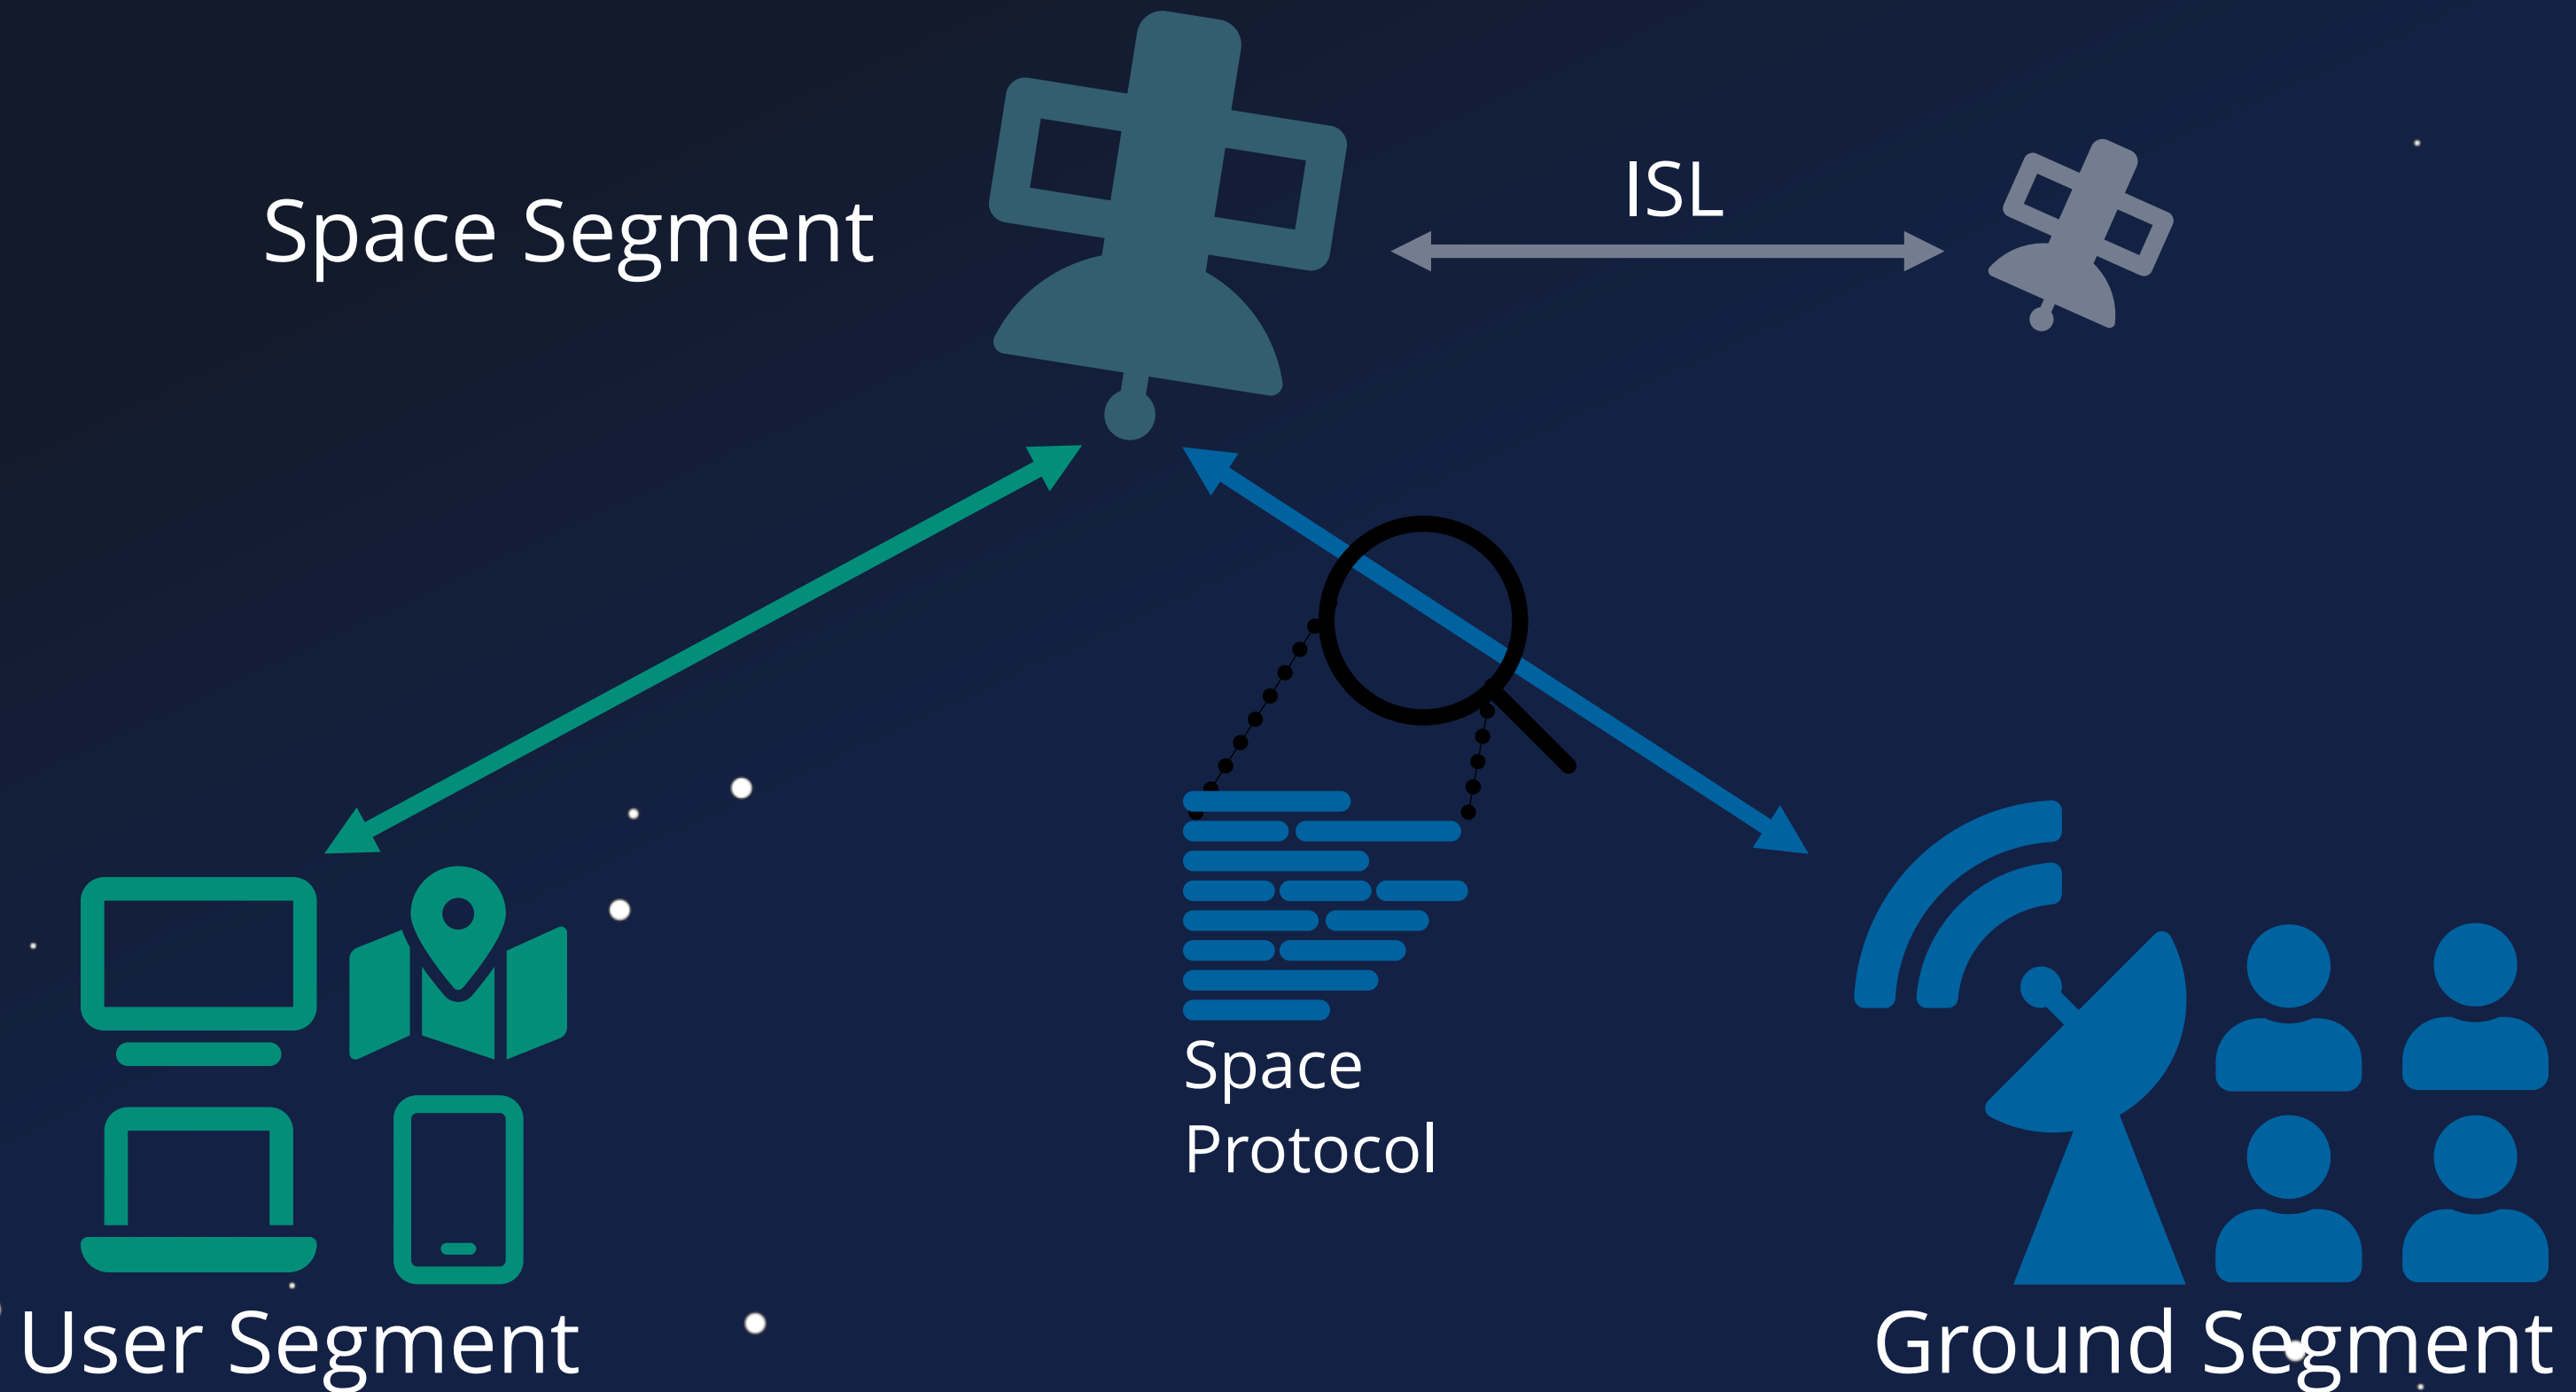 ISL
Space Segment
Space
Protocol
User Segment
Ground Segment